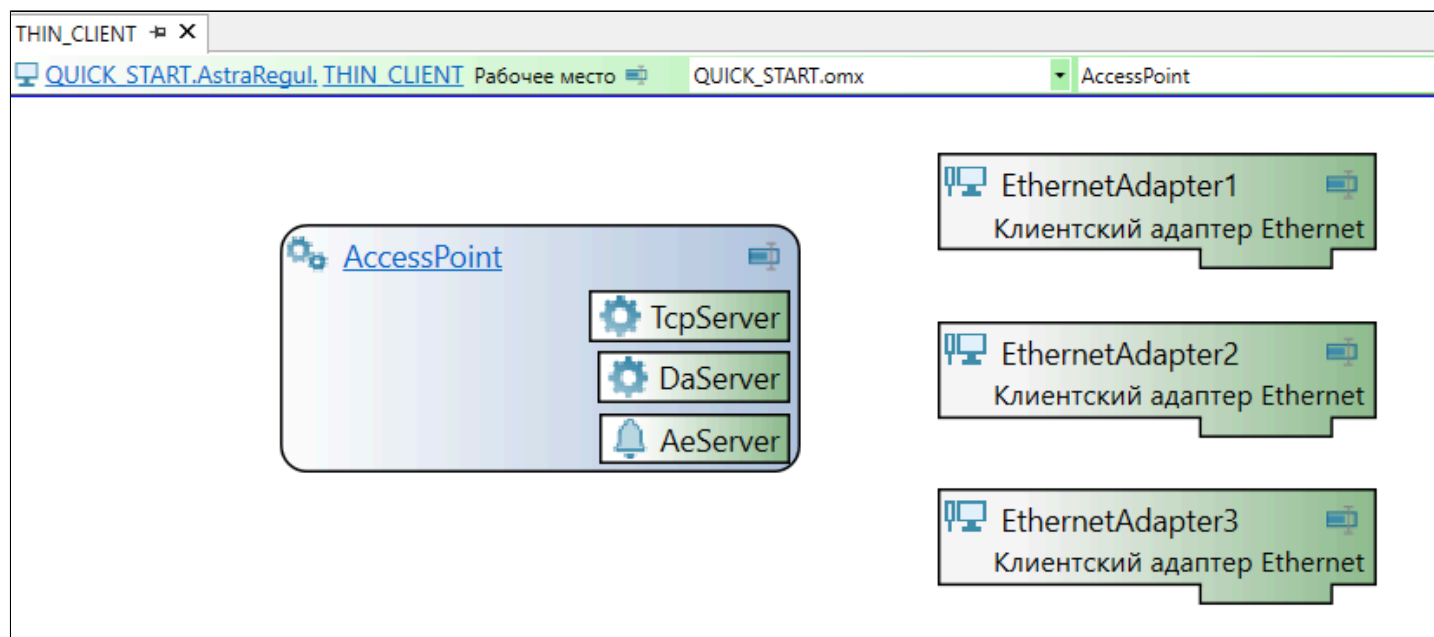 THIN_CLIENT
QUICK_START.AstraRegul. THIN_CLIENT Рабочее место QUICK_START.omx AccessPoint
EthernetAdapter1
Клиентский адаптер Ethernet
AccessPoint
TcpServer
DaServer
AeServer
EthernetAdapter2
Клиентский адаптер Ethernet
EthernetAdapter3
Клиентский адаптер Ethernet